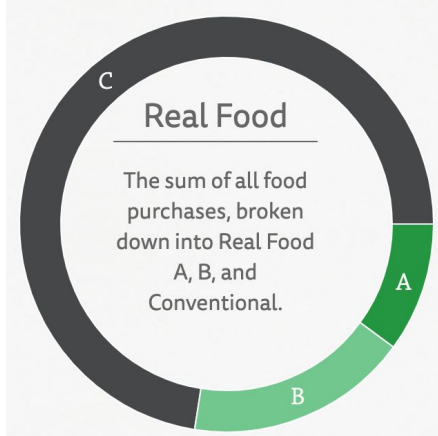 C
Real Food
The sum of all food
purchases, broken
down into Real Food
A, B, and
Conventional.
A
B